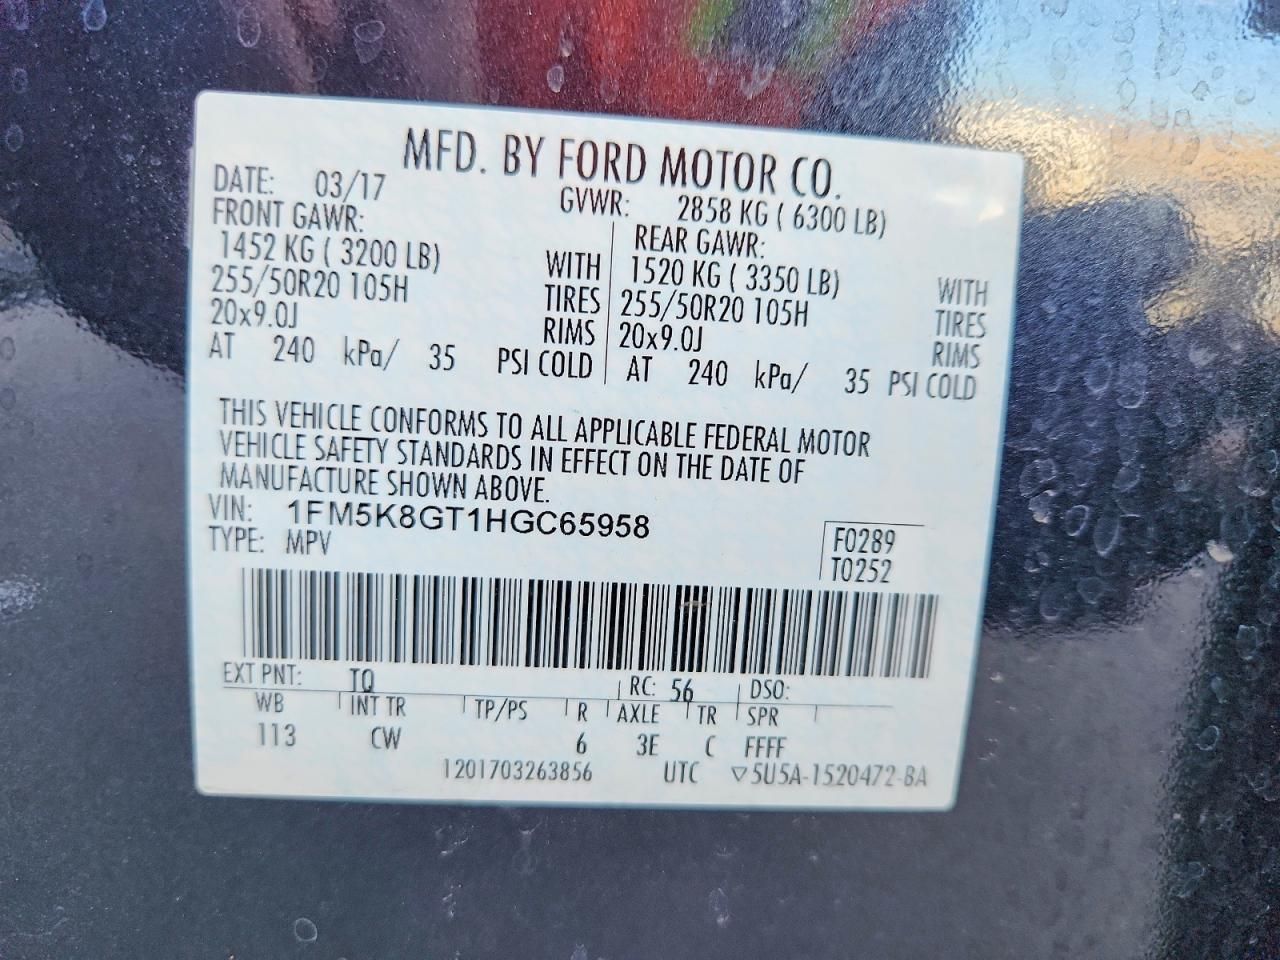 MFD. BY FORD MOTOR CO.
DATE: 03/17 GVWR: 2858 KG ( 6300 LB)
FRONT GAWR: REAR GAWR:
1452 KG ( 3200 LB) WITH 1520 KG ( 3350 LB) WITH
255/50R20 105H TIRES 255/50R20 105H TIRES
20x9.0J RIMS 20x9.0J RIMS
AT 240 kPa/ 35 PSI COLD AT 240 kPa/ 35 PSI COLD
THIS VEHICLE CONFORMS TO ALL APPLICABLE FEDERAL MOTOR
VEHICLE SAFETY STANDARDS IN EFFECT ON THE DATE OF
MANUFACTURE SHOWN ABOVE.
VIN: 1FM5K8GT1HGC65958
TYPE: MPV
F0289
T0252
EXT PNT: TQ RC: 56 DSO:
WB INT TR TP/PS R AXLE TR SPR
113 CW 6 3E C FFFF
1201703263856 UTC ▽5U5A-1520472-BA